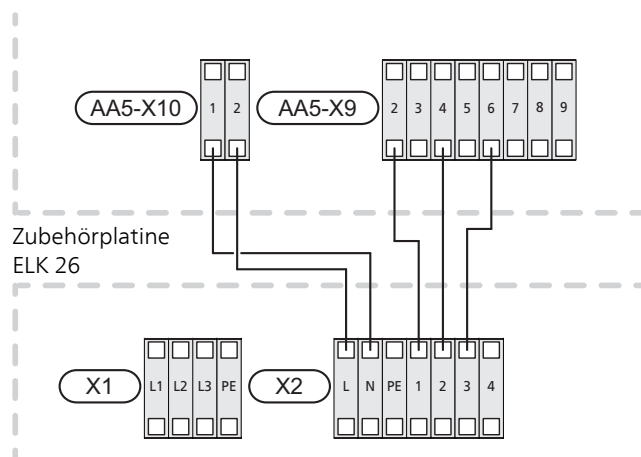 AA5-X10 1 2 AA5-X9 2 3 4 5 6 7 8 9
Zubehörplatine
ELK 26
X1 L1 L2 L3 PE X2 L N PE 1 2 3 4